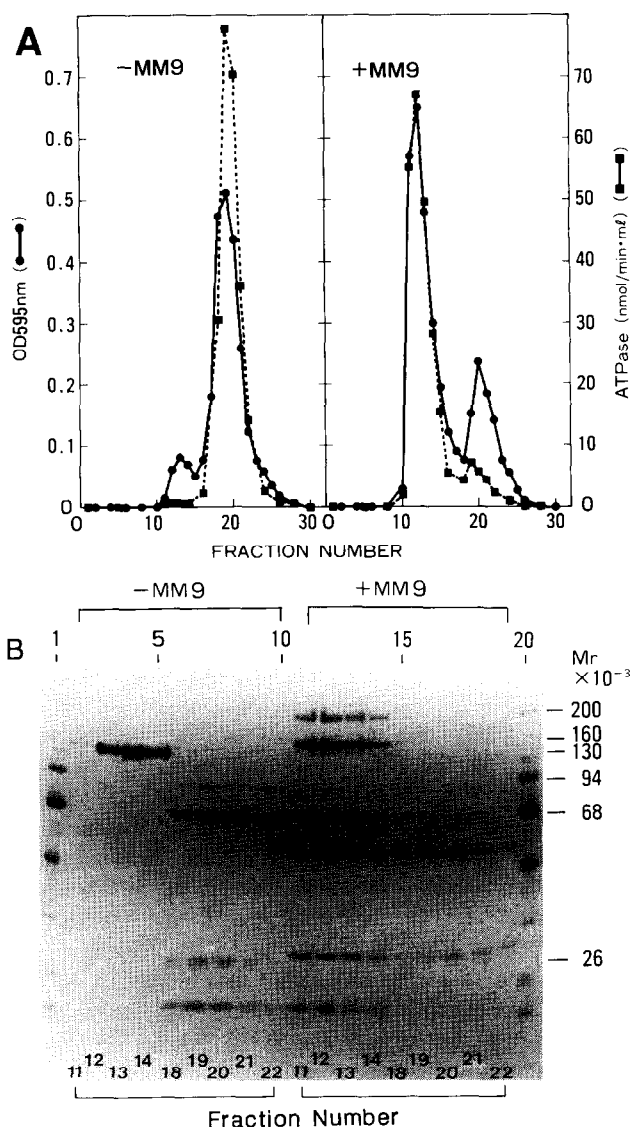 A
−MM9
+MM9
0.7
0.6
0.5
0.4
0.3
0.2
0.1
0
70
60
50
40
30
20
10
0
OD595nm
ATPase (nmol/min·ml)
0 10 20 30 0 10 20 30
FRACTION NUMBER
−MM9 +MM9
B
1 5 10 15 20
Mr
×10⁻³
200
160
130
94
68
26
11 12 13 14 18 19 20 21 22 11 12 13 14 18 19 20 21 22
Fraction Number